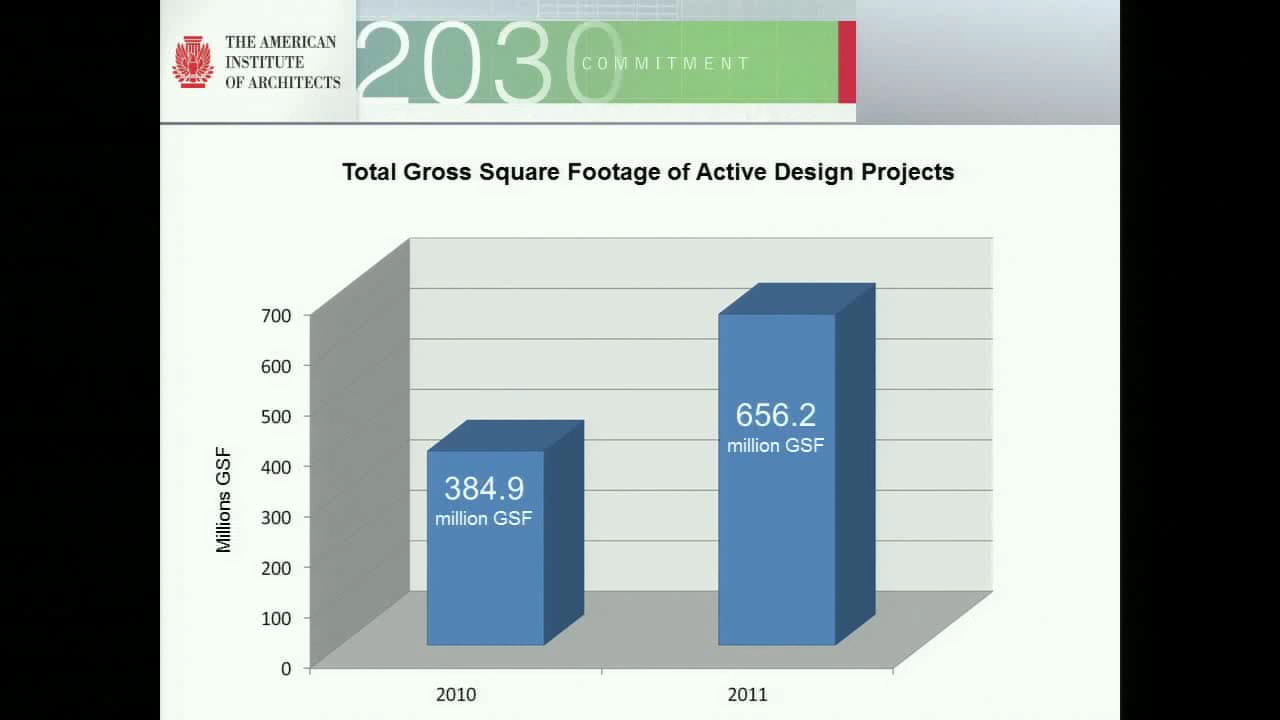 THE AMERICAN
INSTITUTE
OF ARCHITECTS
2030
COMMITMENT
Total Gross Square Footage of Active Design Projects
Millions GSF
700
600
500
400
300
200
100
0
384.9
million GSF
656.2
million GSF
2010
2011